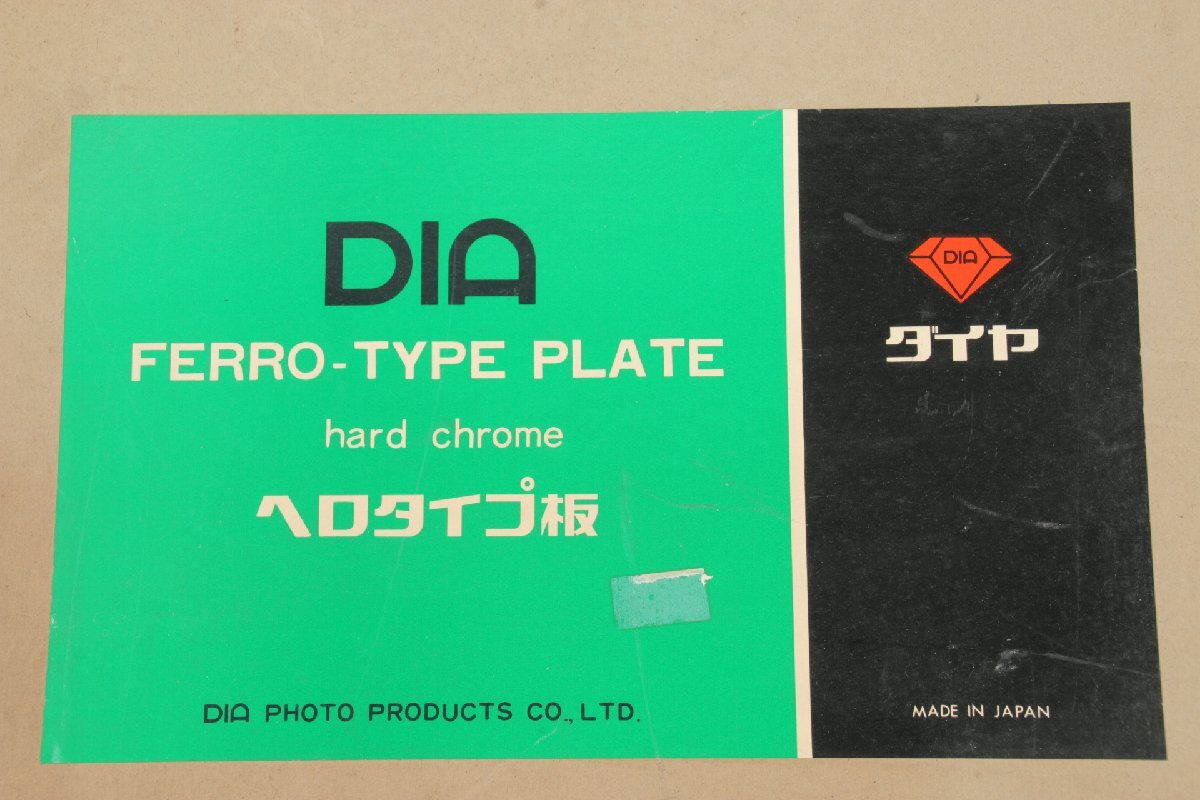 DIA
FERRO-TYPE PLATE
hard chrome
ヘロタイプ板
DIA PHOTO PRODUCTS CO., LTD.
DIA
ダイヤ
MADE IN JAPAN